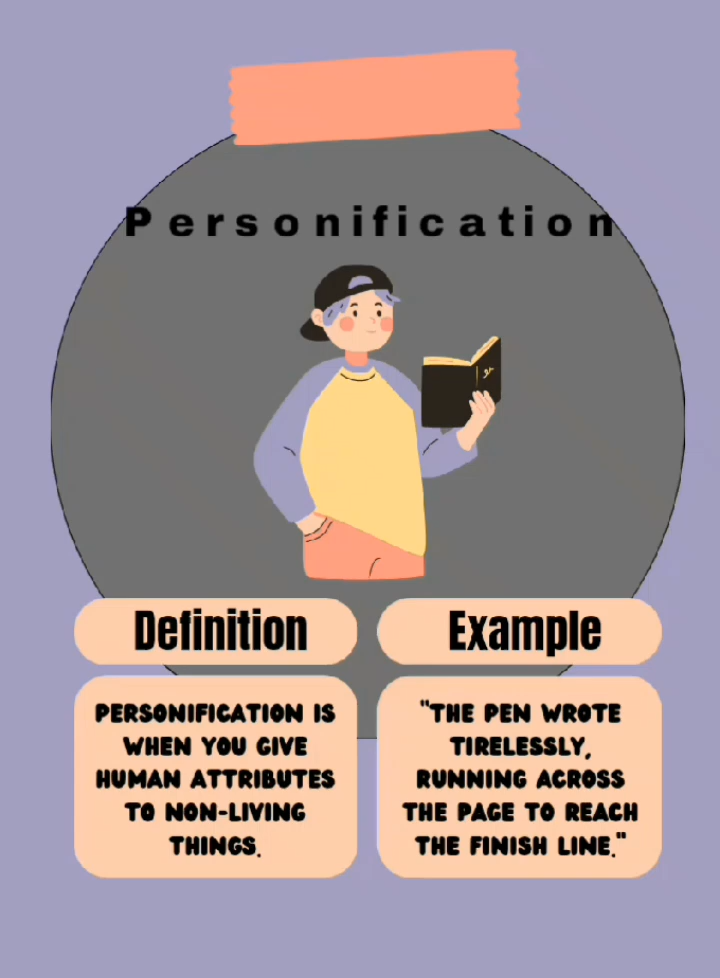 Personification
Definition
Example
PERSONIFICATION IS
WHEN YOU GIVE
HUMAN ATTRIBUTES
TO NON-LIVING
THINGS.
"THE PEN WROTE
TIRELESSLY,
RUNNING ACROSS
THE PAGE TO REACH
THE FINISH LINE."